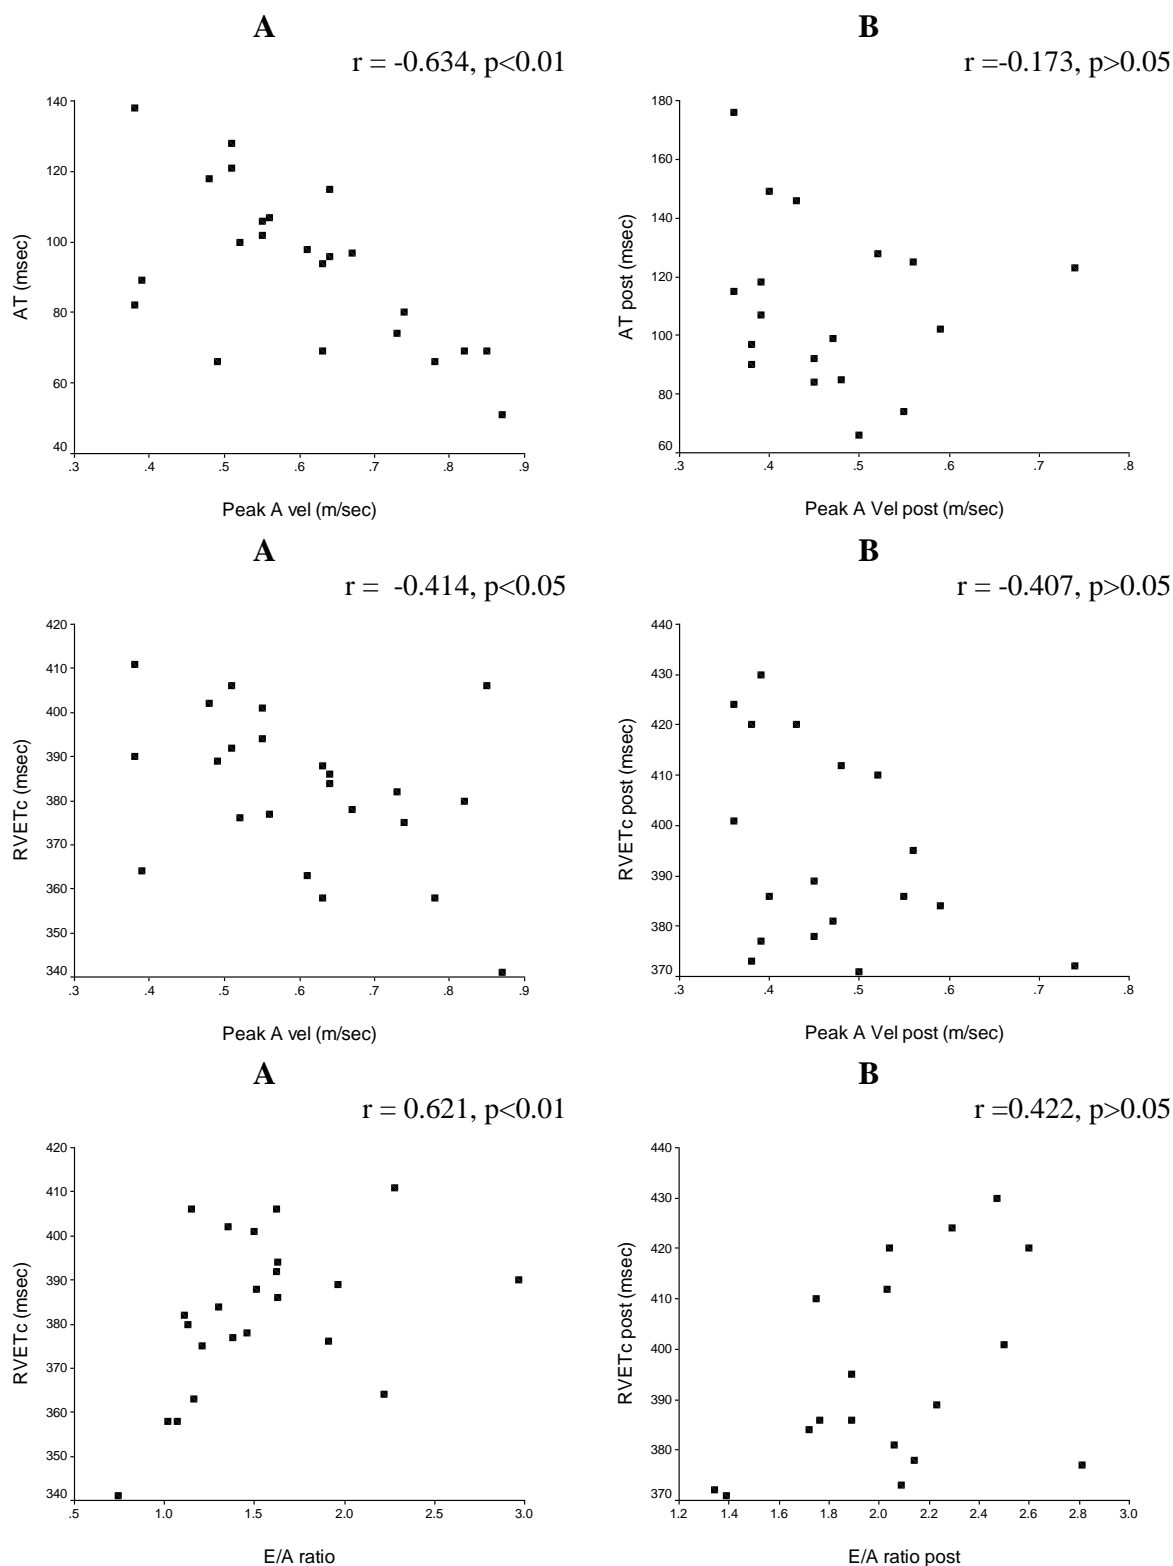 A
B
r = -0.634, p<0.01
r =-0.173, p>0.05
140
120
100
80
60
40
AT (msec)
.3 .4 .5 .6 .7 .8 .9
Peak A vel (m/sec)
180
160
140
120
100
80
60
AT post (msec)
.3 .4 .5 .6 .7 .8
Peak A Vel post (m/sec)
A
B
r = -0.414, p<0.05
r = -0.407, p>0.05
420
410
400
390
380
370
360
350
340
RVETc (msec)
.3 .4 .5 .6 .7 .8 .9
Peak A vel (m/sec)
440
430
420
410
400
390
380
370
RVETc post (msec)
.3 .4 .5 .6 .7 .8
Peak A Vel post (m/sec)
A
B
r = 0.621, p<0.01
r =0.422, p>0.05
420
410
400
390
380
370
360
350
340
RVETc (msec)
.5 1.0 1.5 2.0 2.5 3.0
E/A ratio
440
430
420
410
400
390
380
370
RVETc post (msec)
1.2 1.4 1.6 1.8 2.0 2.2 2.4 2.6 2.8 3.0
E/A ratio post